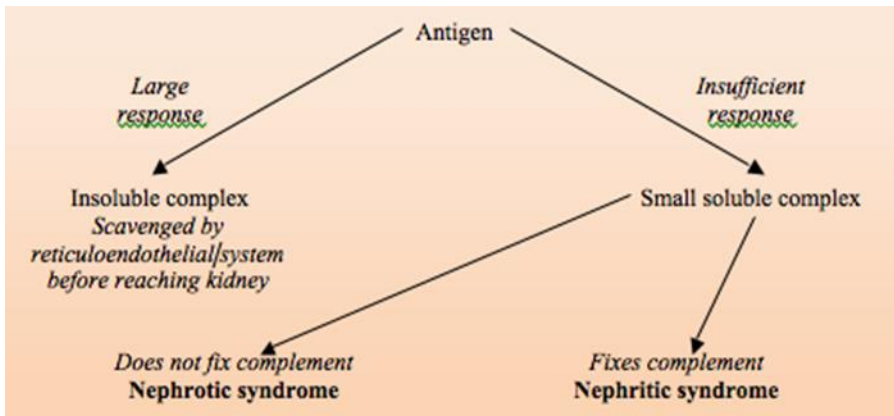 Antigen
Large
response
Insufficient
response
Insoluble complex
Scavenged by
reticuloendothelial/system
before reaching kidney
Small soluble complex
Does not fix complement
Nephrotic syndrome
Fixes complement
Nephritic syndrome